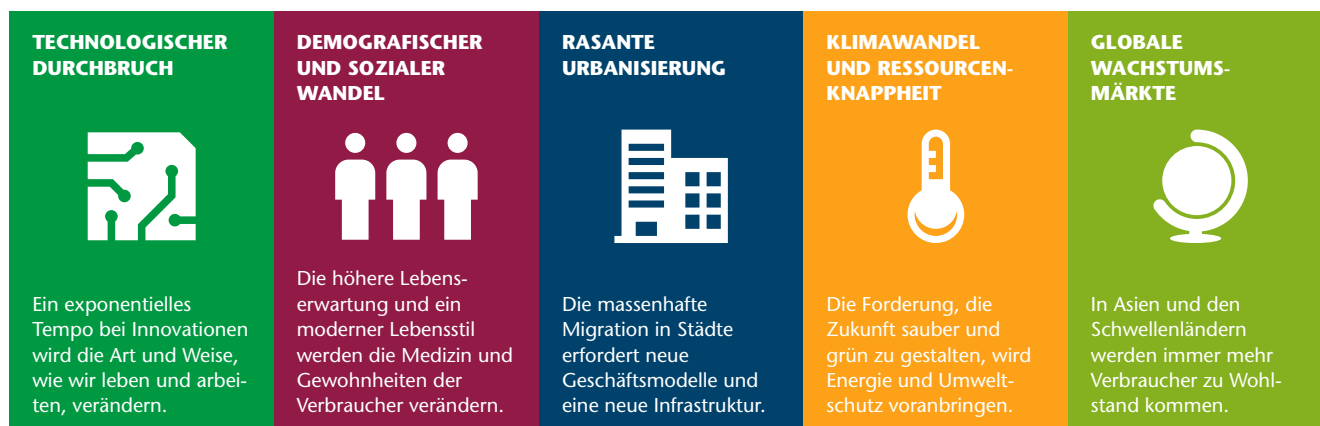 TECHNOLOGISCHER
DURCHBRUCH
Ein exponentielles
Tempo bei Innovationen
wird die Art und Weise,
wie wir leben und arbei-
ten, verändern.
DEMOGRAFISCHER
UND SOZIALER
WANDEL
Die höhere Lebens-
erwartung und ein
moderner Lebensstil
werden die Medizin und
Gewohnheiten der
Verbraucher verändern.
RASANTE
URBANISIERUNG
Die massenhafte
Migration in Städte
erfordert neue
Geschäftsmodelle und
eine neue Infrastruktur.
KLIMAWANDEL
UND RESSOURCEN-
KNAPPHEIT
Die Forderung, die
Zukunft sauber und
grün zu gestalten, wird
Energie und Umwelt-
schutz voranbringen.
GLOBALE
WACHSTUMS-
MÄRKTE
In Asien und den
Schwellenländern
werden immer mehr
Verbraucher zu Wohl-
stand kommen.